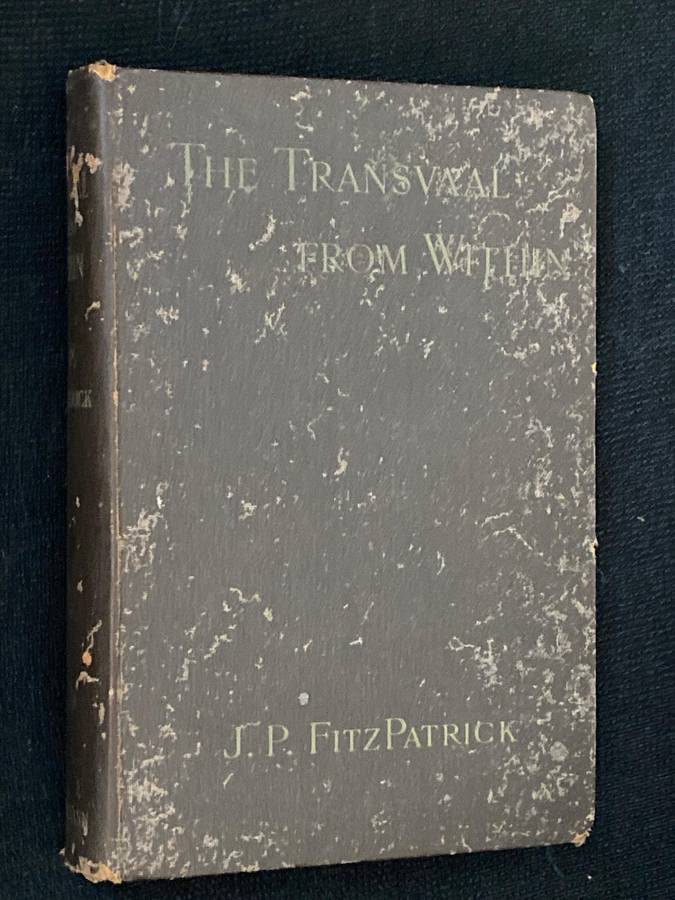 THE TRANSVAAL
FROM WITHIN
J. P. FITZPATRICK